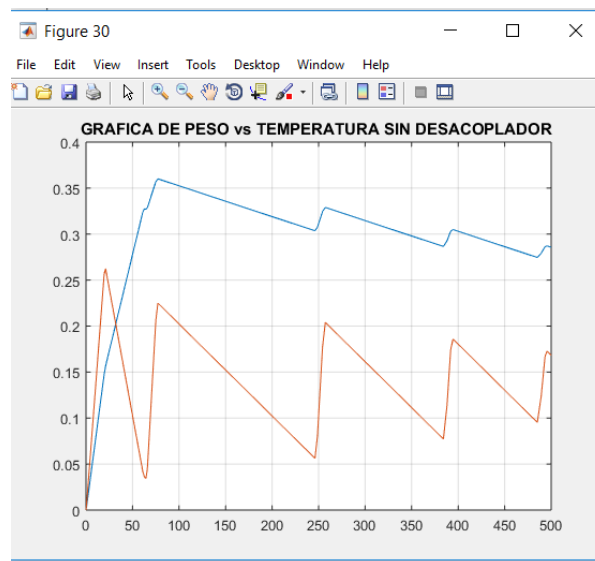 Figure 30
File Edit View Insert Tools Desktop Window Help
GRAFICA DE PESO vs TEMPERATURA SIN DESACOPLADOR
0.4
0.35
0.3
0.25
0.2
0.15
0.1
0.05
0
0 50 100 150 200 250 300 350 400 450 500